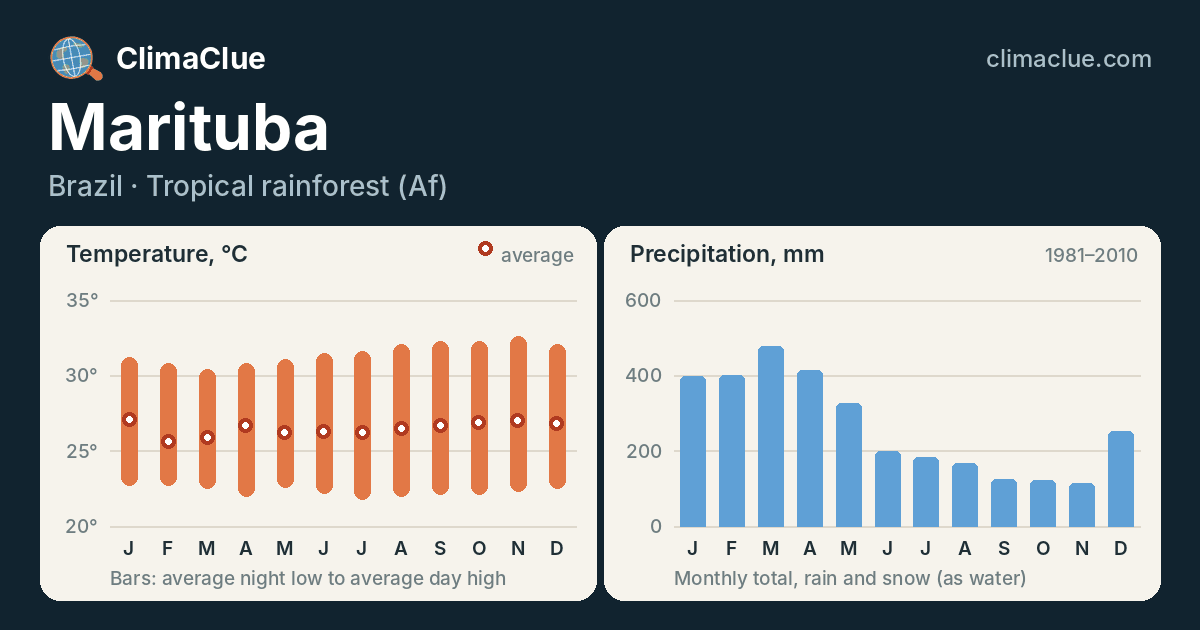 ClimaClue
climaclue.com
Marituba
Brazil · Tropical rainforest (Af)
Temperature, °C
average
35°
30°
25°
20°
J F M A M J J A S O N D
Bars: average night low to average day high
Precipitation, mm
1981–2010
600
400
200
0
J F M A M J J A S O N D
Monthly total, rain and snow (as water)